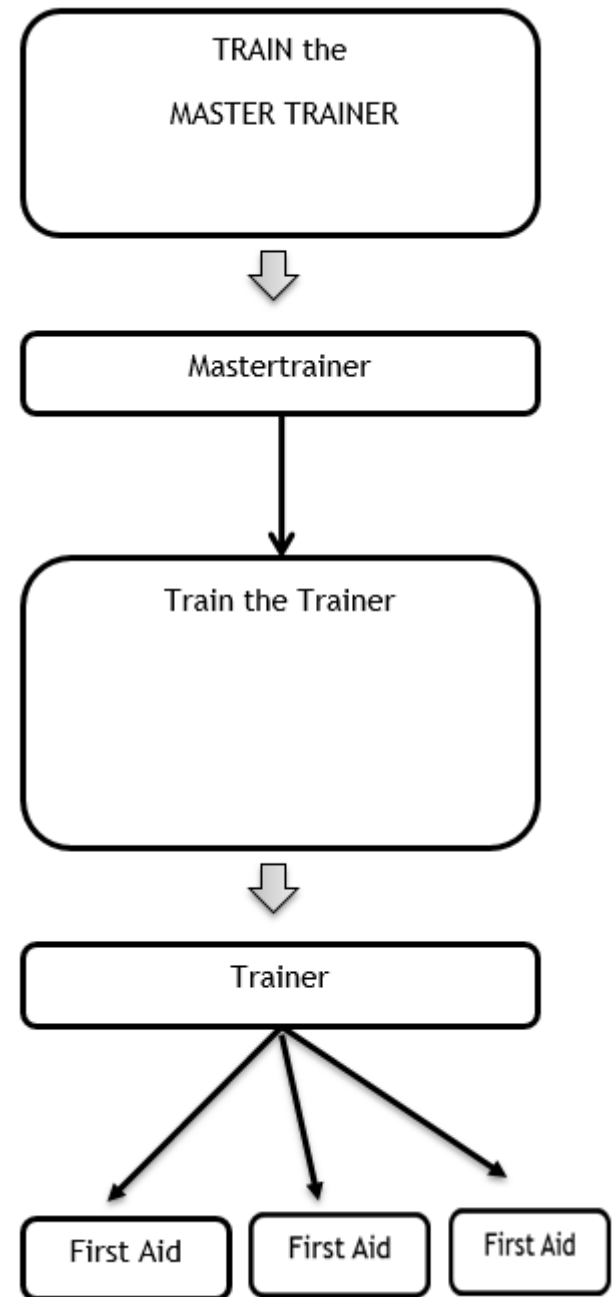 TRAIN the
MASTER TRAINER
Mastertrainer
Train the Trainer
Trainer
First Aid
First Aid
First Aid